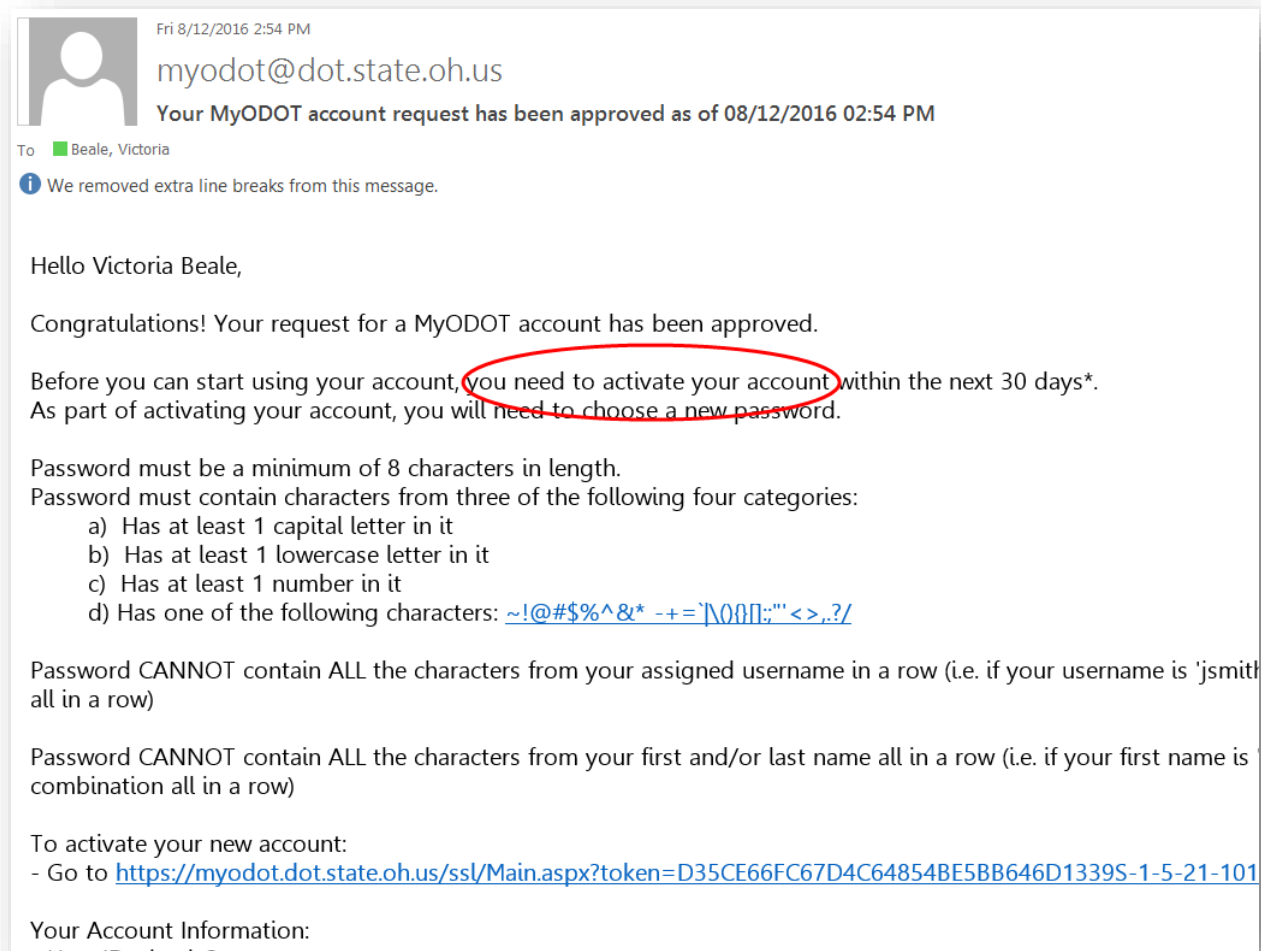 Fri 8/12/2016 2:54 PM
myodot@dot.state.oh.us
Your MyODOT account request has been approved as of 08/12/2016 02:54 PM
To Beale, Victoria
We removed extra line breaks from this message.
Hello Victoria Beale,
Congratulations! Your request for a MyODOT account has been approved.
Before you can start using your account, you need to activate your account within the next 30 days*.
As part of activating your account, you will need to choose a new password.
Password must be a minimum of 8 characters in length.
Password must contain characters from three of the following four categories:
a) Has at least 1 capital letter in it
b) Has at least 1 lowercase letter in it
c) Has at least 1 number in it
d) Has one of the following characters: ~!@#$%^&* -+=`|\(){}[]:;"'<>,.?/
Password CANNOT contain ALL the characters from your assigned username in a row (i.e. if your username is 'jsmith
all in a row)
Password CANNOT contain ALL the characters from your first and/or last name all in a row (i.e. if your first name is '
combination all in a row)
To activate your new account:
- Go to https://myodot.dot.state.oh.us/ssl/Main.aspx?token=D35CE66FC67D4C64854BE5BB646D1339S-1-5-21-101
Your Account Information: